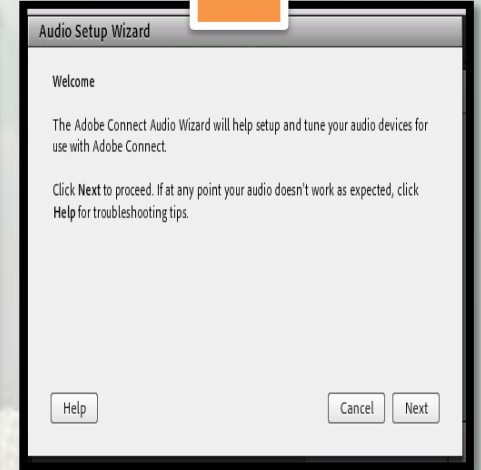 Audio Setup Wizard
Welcome
The Adobe Connect Audio Wizard will help setup and tune your audio devices for
use with Adobe Connect.
Click Next to proceed. If at any point your audio doesn't work as expected, click
Help for troubleshooting tips.
Help Cancel Next